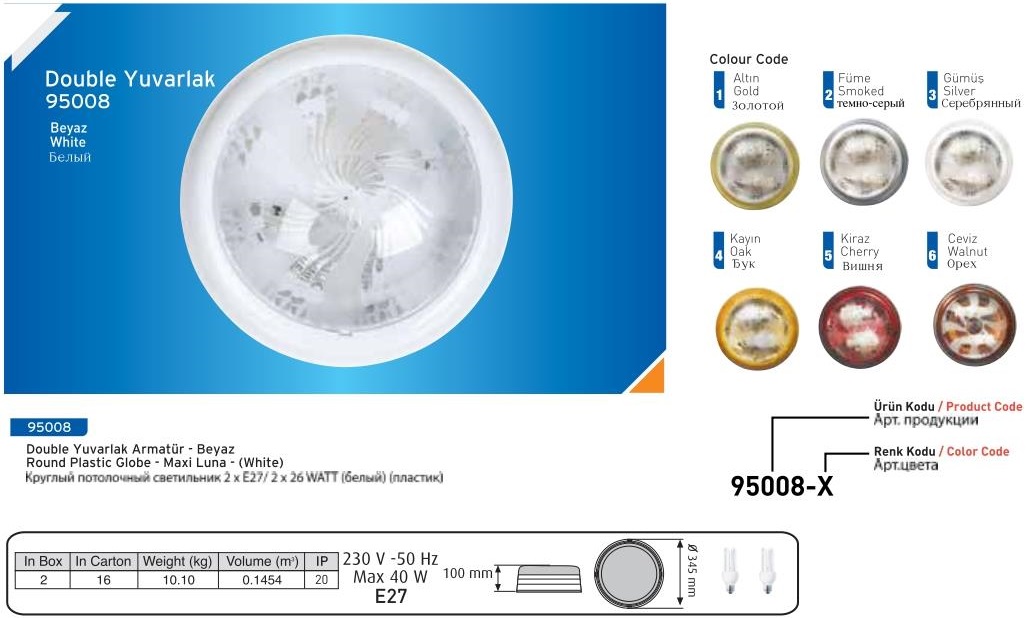 Double Yuvarlak
95008
Beyaz
White
Белый
Colour Code
1
Altın
Gold
Золотой
2
Füme
Smoked
темно-серый
3
Gümüş
Silver
Серебрянный
4
Kayın
Oak
Бук
5
Kiraz
Cherry
Вишня
6
Ceviz
Walnut
Орех
Ürün Kodu / Product Code
Арт. продукции
Renk Kodu / Color Code
Арт.цвета
95008-X
95008
Double Yuvarlak Armatür - Beyaz
Round Plastic Globe - Maxi Luna - (White)
Круглый потолочный светильник 2 x E27/ 2 x 26 WATT (белый) (пластик)
In Box In Carton Weight (kg) Volume (m³) IP
2 16 10.10 0.1454 20
230 V -50 Hz
Max 40 W
E27
100 mm
Ø 345 mm